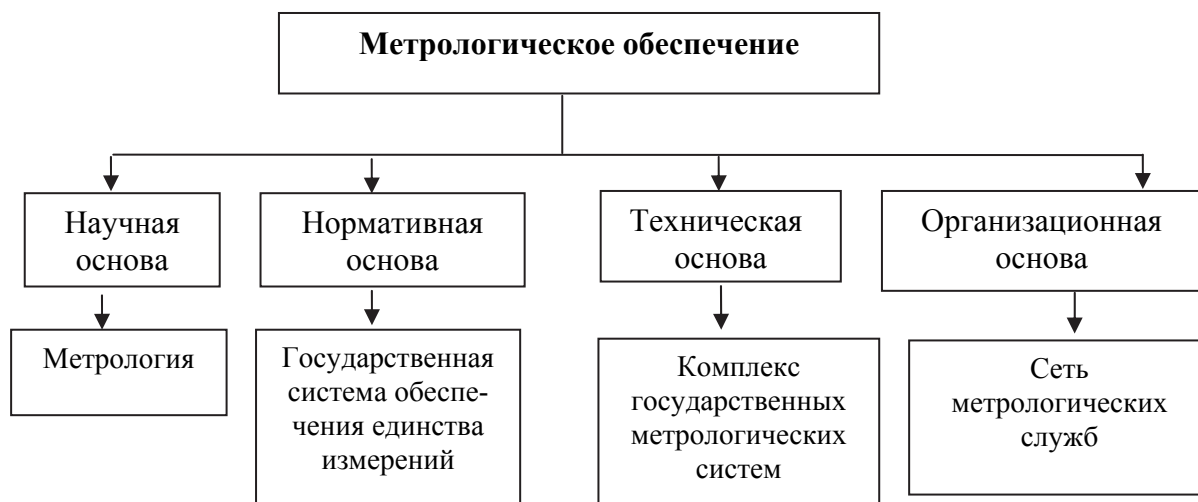 Метрологическое обеспечение
Научная
основа
Нормативная
основа
Техническая
основа
Организационная
основа
Метрология
Государственная
система обеспе-
чения единства
измерений
Комплекс
государственных
метрологических
систем
Сеть
метрологических
служб